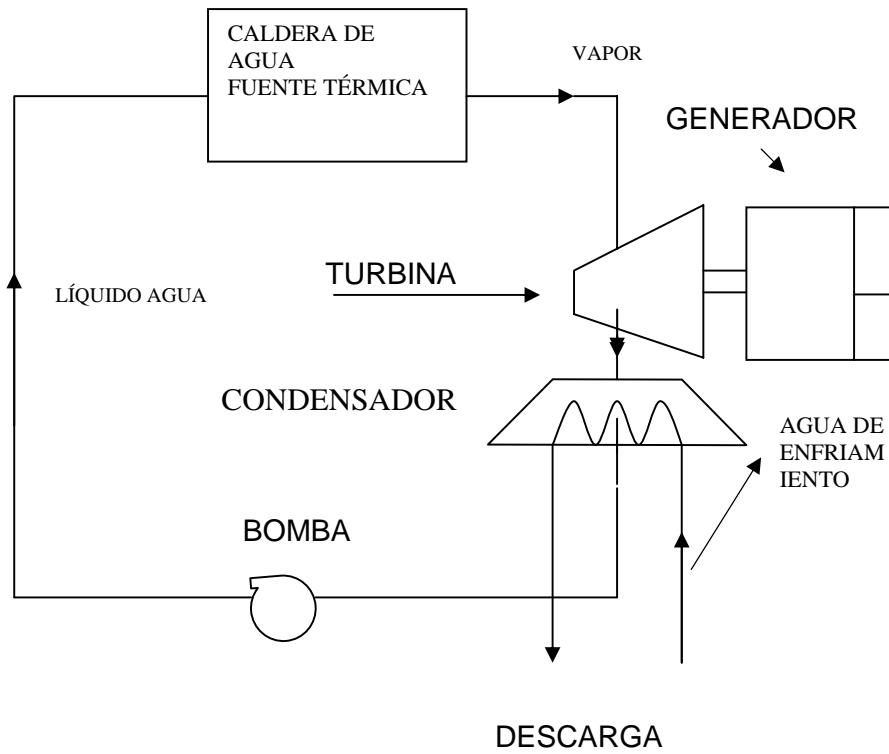 CALDERA DE
AGUA
FUENTE TÉRMICA
VAPOR
GENERADOR
TURBINA
LÍQUIDO AGUA
CONDENSADOR
AGUA DE
ENFRIAM
IENTO
BOMBA
DESCARGA